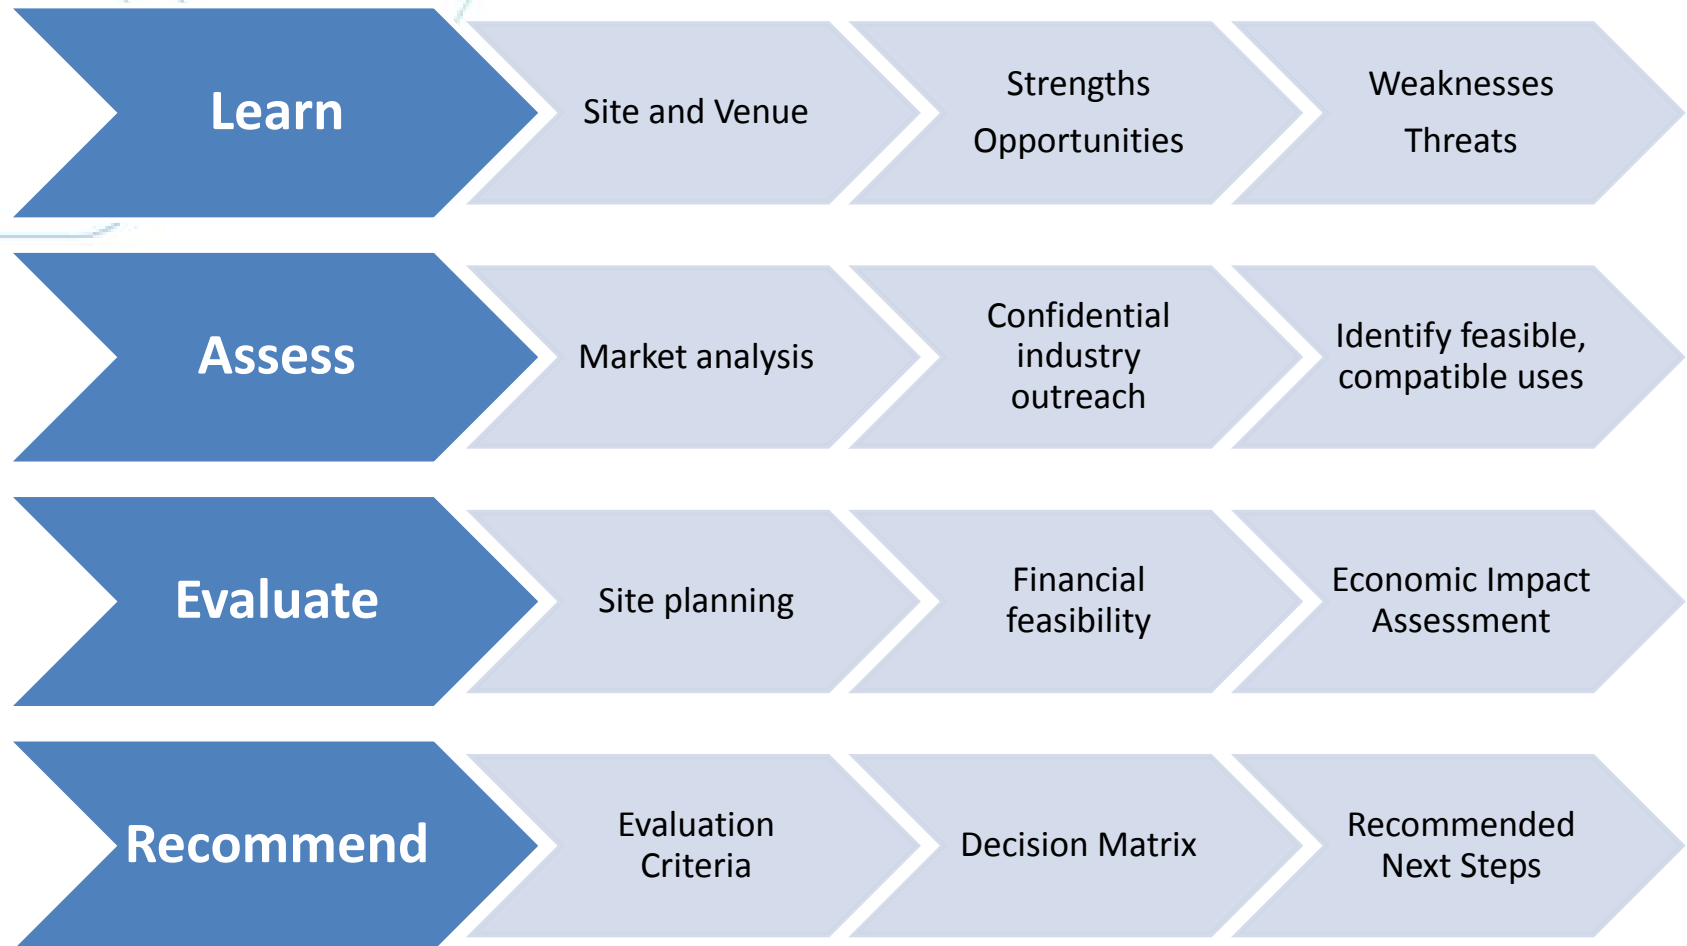 Learn
Site and Venue
Strengths
Opportunities
Weaknesses
Threats
Assess
Market analysis
Confidential
industry
outreach
Identify feasible,
compatible uses
Evaluate
Site planning
Financial
feasibility
Economic Impact
Assessment
Recommend
Evaluation
Criteria
Decision Matrix
Recommended
Next Steps